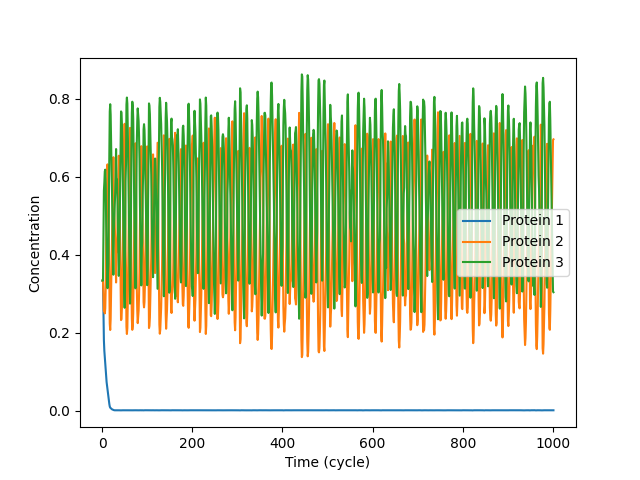 0.8
0.6
0.4
0.2
0.0
Concentration
Protein 1
Protein 2
Protein 3
0 200 400 600 800 1000
Time (cycle)